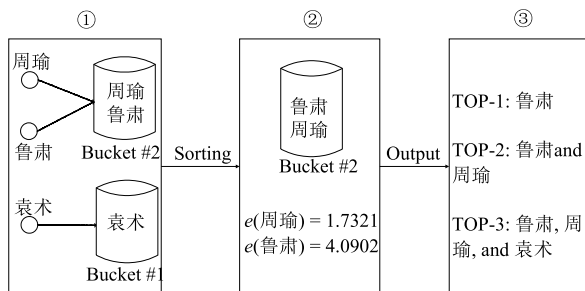 ①
周瑜
鲁肃
周瑜
鲁肃
Bucket #2
袁术
袁术
Bucket #1
Sorting
②
鲁肃
周瑜
Bucket #2
e(周瑜) = 1.7321
e(鲁肃) = 4.0902
Output
③
TOP-1: 鲁肃
TOP-2: 鲁肃and
周瑜
TOP-3: 鲁肃, 周
瑜, and 袁术